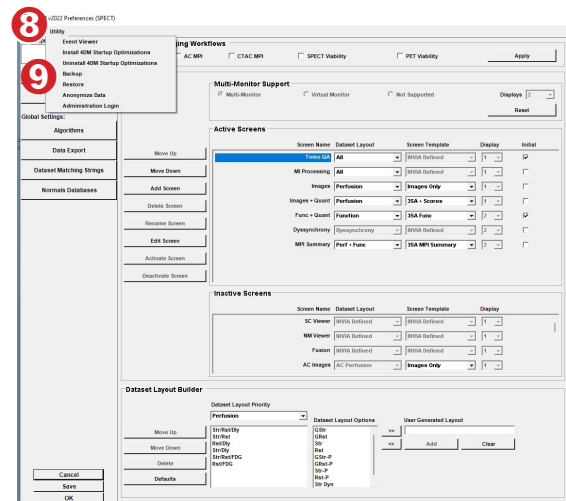 v2022 Preferences (SPECT)
8
Utility
Event Viewer
Install 4DM Startup Optimizations
Uninstall 4DM Startup Optimizations
9
Backup
Restore
Anonymize Data
Administration Login
ing Workflows
AC MPI
CTAC MPI
SPECT Viability
PET Viability
Apply
Multi-Monitor Support
Multi-Monitor
Virtual Monitor
Not Supported
Displays 2
Reset
Global Settings:
Algorithms
Data Export
Dataset Matching Strings
Normals Databases
Active Screens
Screen Name Dataset Layout Screen Template Display Initial
Move Up
Move Down
Add Screen
Delete Screen
Rename Screen
Edit Screen
Activate Screen
Deactivate Screen
Tomo QA All INVIA Defined 1
MI Processing All INVIA Defined 1
Images Perfusion Images Only 1
Images + Quant Perfusion 3SA + Scores 1
Func + Quant Function 3SA Func 2
Dyssynchrony Dyssynchrony INVIA Defined 2
MPI Summary Perf + Func 3SA MPI Summary 2
Inactive Screens
Screen Name Dataset Layout Screen Template Display
SC Viewer INVIA Defined INVIA Defined 1
NM Viewer INVIA Defined INVIA Defined 1
Fusion INVIA Defined INVIA Defined 1
AC Images AC Perfusion Images Only 1
Dataset Layout Builder
Dataset Layout Priority
Perfusion
Dataset Layout Options
User Generated Layout
Move Up
Move Down
Delete
Defaults
Str/Rst/Dly
Str/Rst
Rst/Dly
Str/Dly
Str/Rst/FDG
Rst/FDG
GStr
GRst
Str
Rst
GStr-P
GRst-P
Str-P
Rst-P
Str Dyn
>>
<<
Add
Clear
Cancel
Save
OK